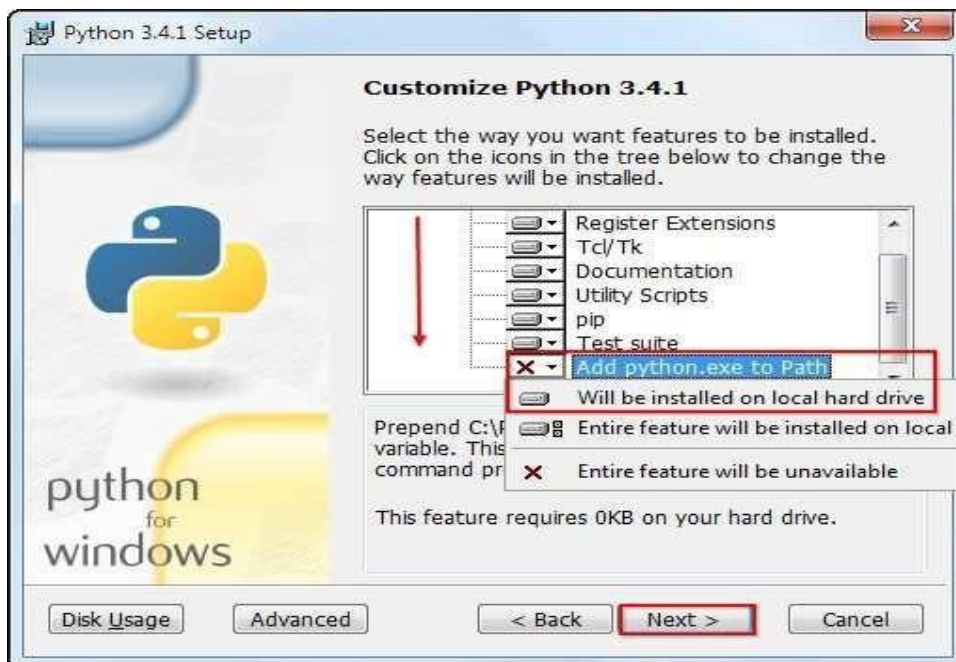 Python 3.4.1 Setup
Customize Python 3.4.1
Select the way you want features to be installed.
Click on the icons in the tree below to change the
way features will be installed.
Register Extensions
Tcl/Tk
Documentation
Utility Scripts
pip
Test suite
Add python.exe to Path
Will be installed on local hard drive
Entire feature will be installed on local
Entire feature will be unavailable
Prepend C:\
variable. This
command pr
This feature requires 0KB on your hard drive.
python
for
windows
Disk Usage
Advanced
< Back
Next >
Cancel